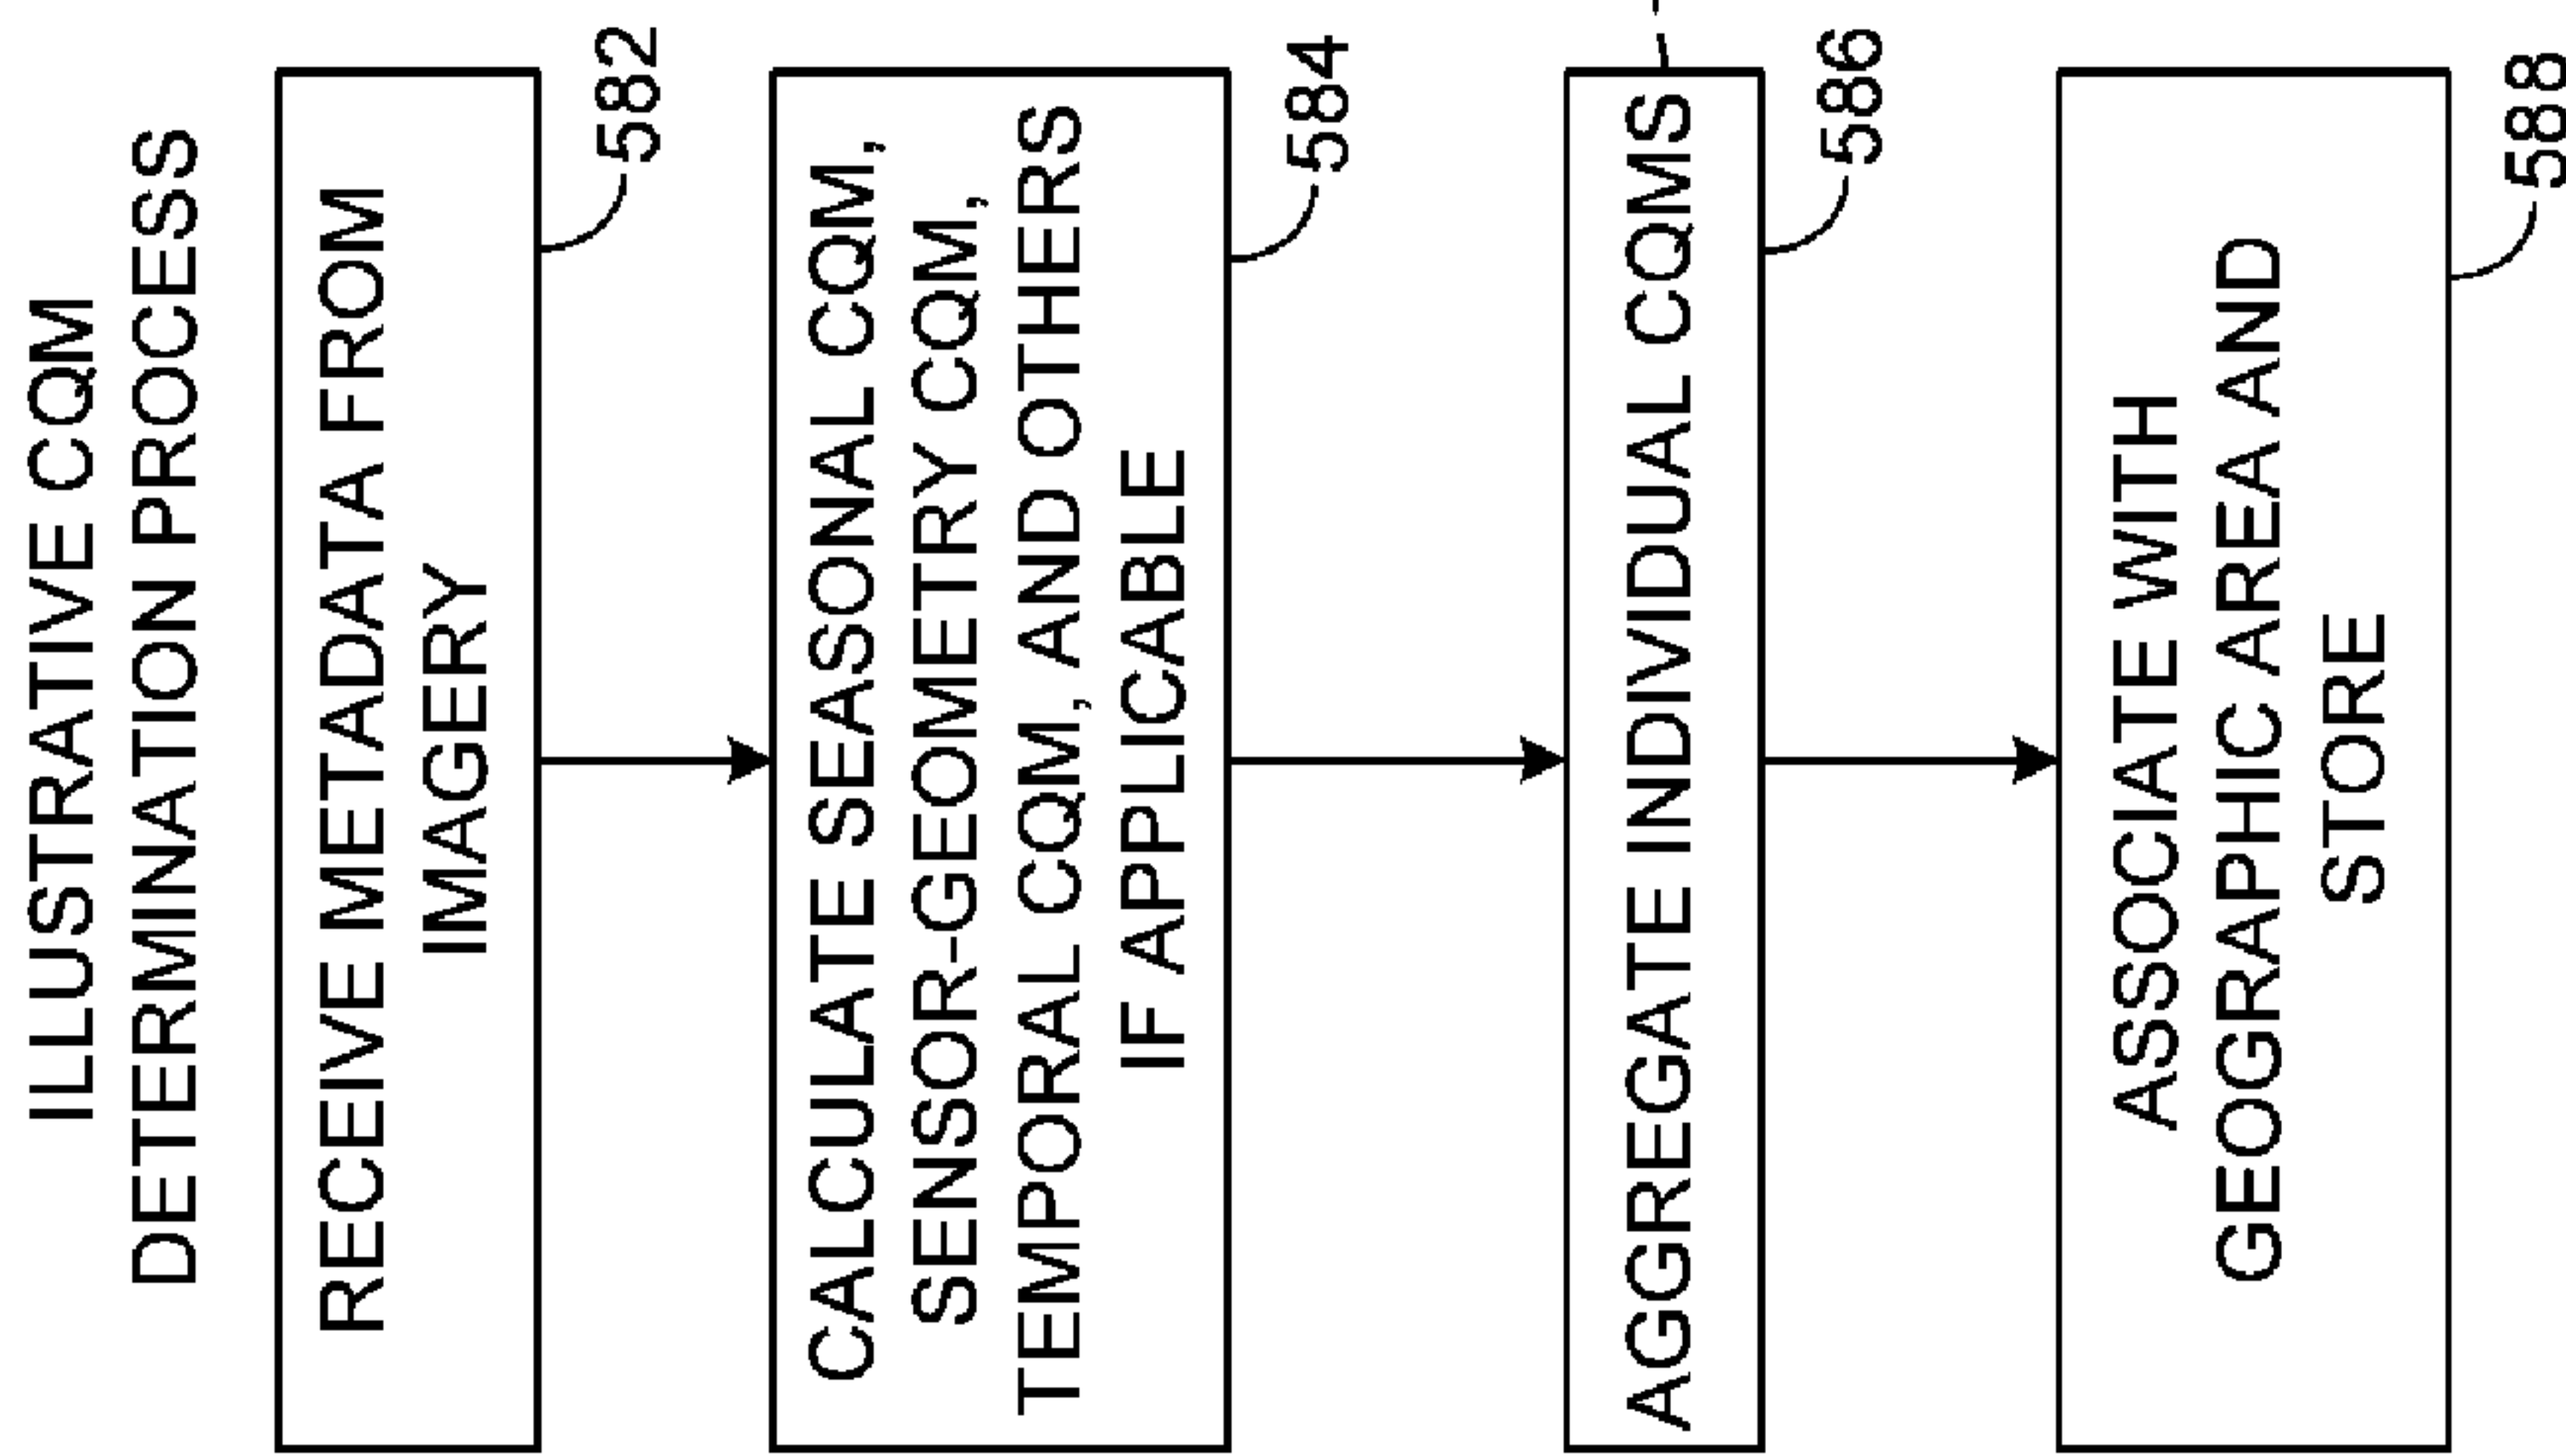 ILLUSTRATIVE CQM
DETERMINATION PROCESS
RECEIVE METADATA FROM
IMAGERY
582
CALCULATE SEASONAL CQM,
SENSOR-GEOMETRY CQM,
TEMPORAL CQM, AND OTHERS
IF APPLICABLE
584
AGGREGATE INDIVIDUAL CQMS
586
ASSOCIATE WITH
GEOGRAPHIC AREA AND
STORE
588